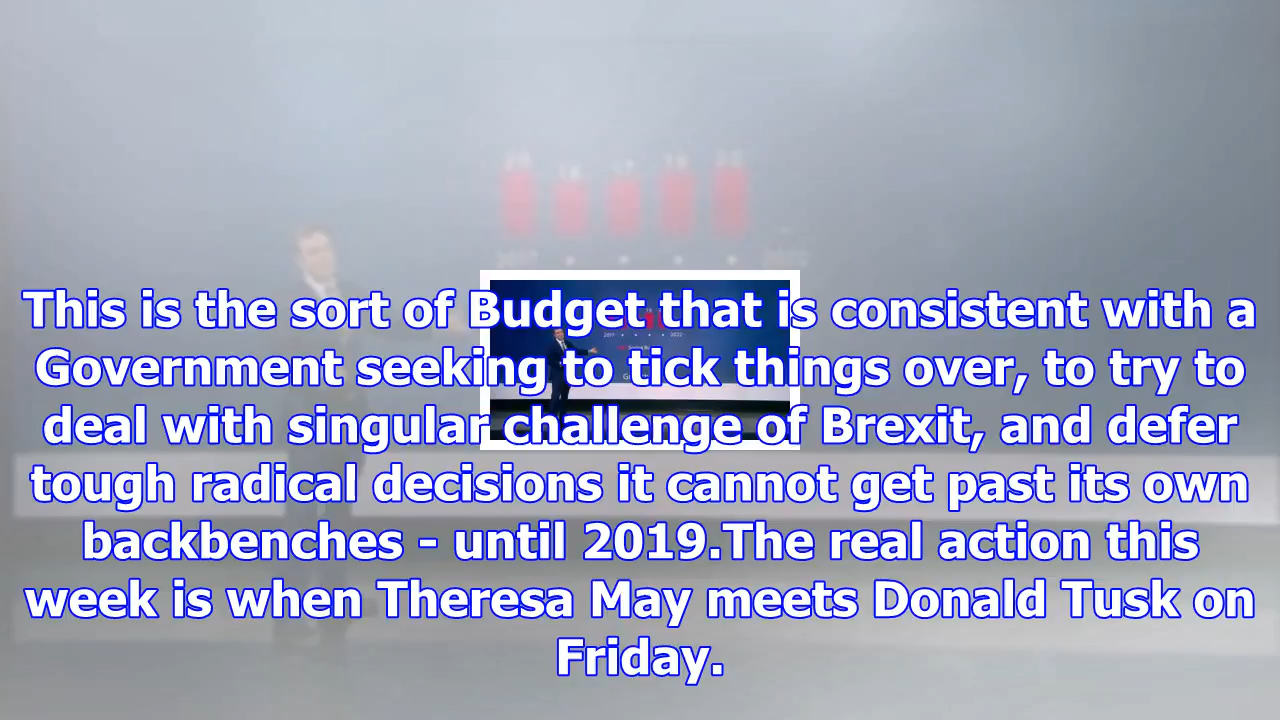 This is the sort of Budget that is consistent with a
Government seeking to tick things over, to try to
deal with singular challenge of Brexit, and defer
tough radical decisions it cannot get past its own
backbenches - until 2019.The real action this
week is when Theresa May meets Donald Tusk on
Friday.